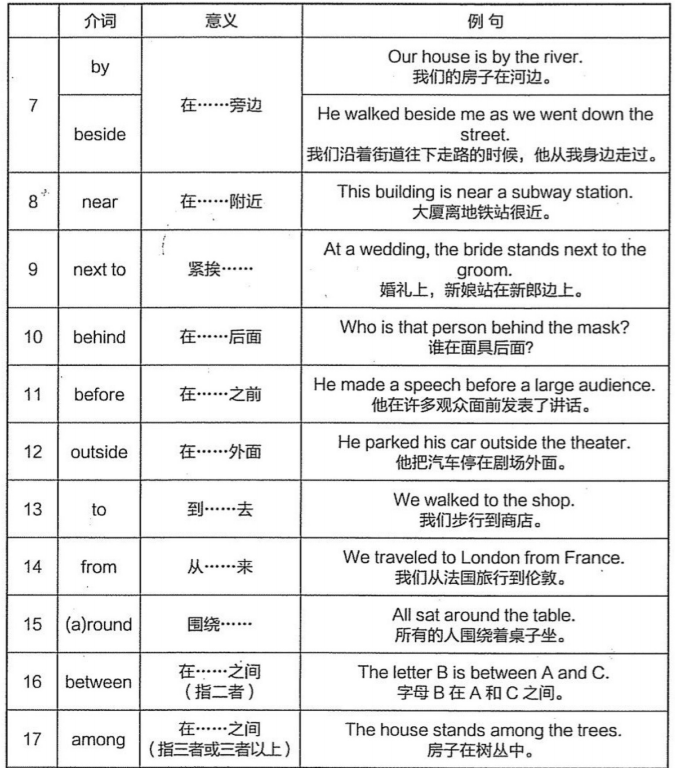 介词 意义 例句
7 by 在……旁边 Our house is by the river.
我们的房子在河边。
beside He walked beside me as we went down the
street.
我们沿着街道往下走路的时候，他从我身边走过。
8 near 在……附近 This building is near a subway station.
大厦离地铁站很近。
9 next to 紧挨…… At a wedding, the bride stands next to the
groom.
婚礼上，新娘站在新郎边上。
10 behind 在……后面 Who is that person behind the mask?
谁在面具后面?
11 before 在……之前 He made a speech before a large audience.
他在许多观众面前发表了讲话。
12 outside 在……外面 He parked his car outside the theater.
他把汽车停在剧场外面。
13 to 到……去 We walked to the shop.
我们步行到商店。
14 from 从……来 We traveled to London from France.
我们从法国旅行到伦敦。
15 (a)round 围绕…… All sat around the table.
所有的人围绕着桌子坐。
16 between 在……之间 The letter B is between A and C.
（指二者） 字母 B 在 A 和 C 之间。
17 among 在……之间 The house stands among the trees.
（指三者或三者以上） 房子在树丛中。